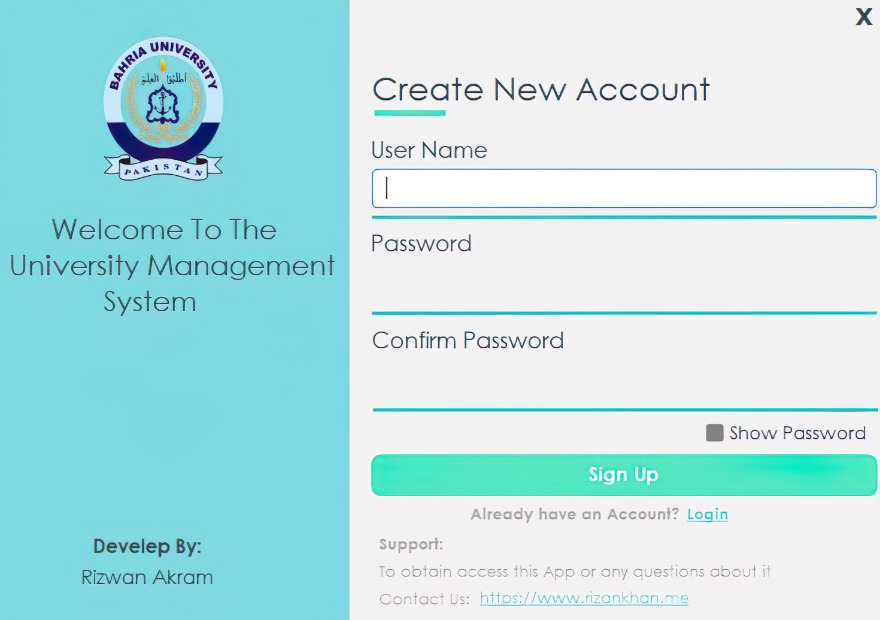 X
BAHRIA UNIVERSITY
اطلبوا العلم
PAKISTAN
Welcome To The
University Management
System
Develep By:
Rizwan Akram
Create New Account
User Name
Password
Confirm Password
Show Password
Sign Up
Already have an Account? Login
Support:
To obtain access this App or any questions about it
Contact Us: https://www.rizankhan.me